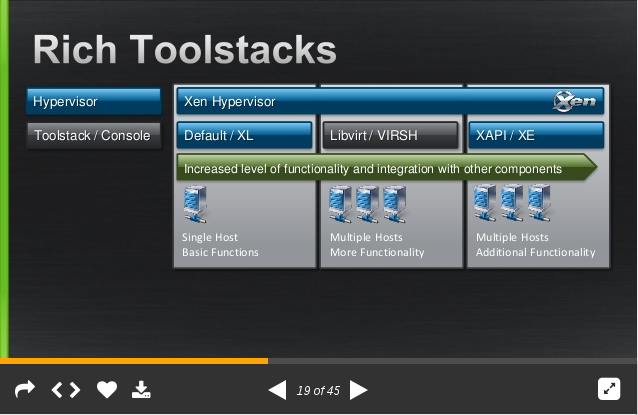 Rich Toolstacks
Hypervisor
Xen Hypervisor
Xen
Toolstack / Console
Default / XL
Libvirt / VIRSH
XAPI / XE
Increased level of functionality and integration with other components
Single Host
Basic Functions
Multiple Hosts
More Functionality
Multiple Hosts
Additional Functionality
19 of 45